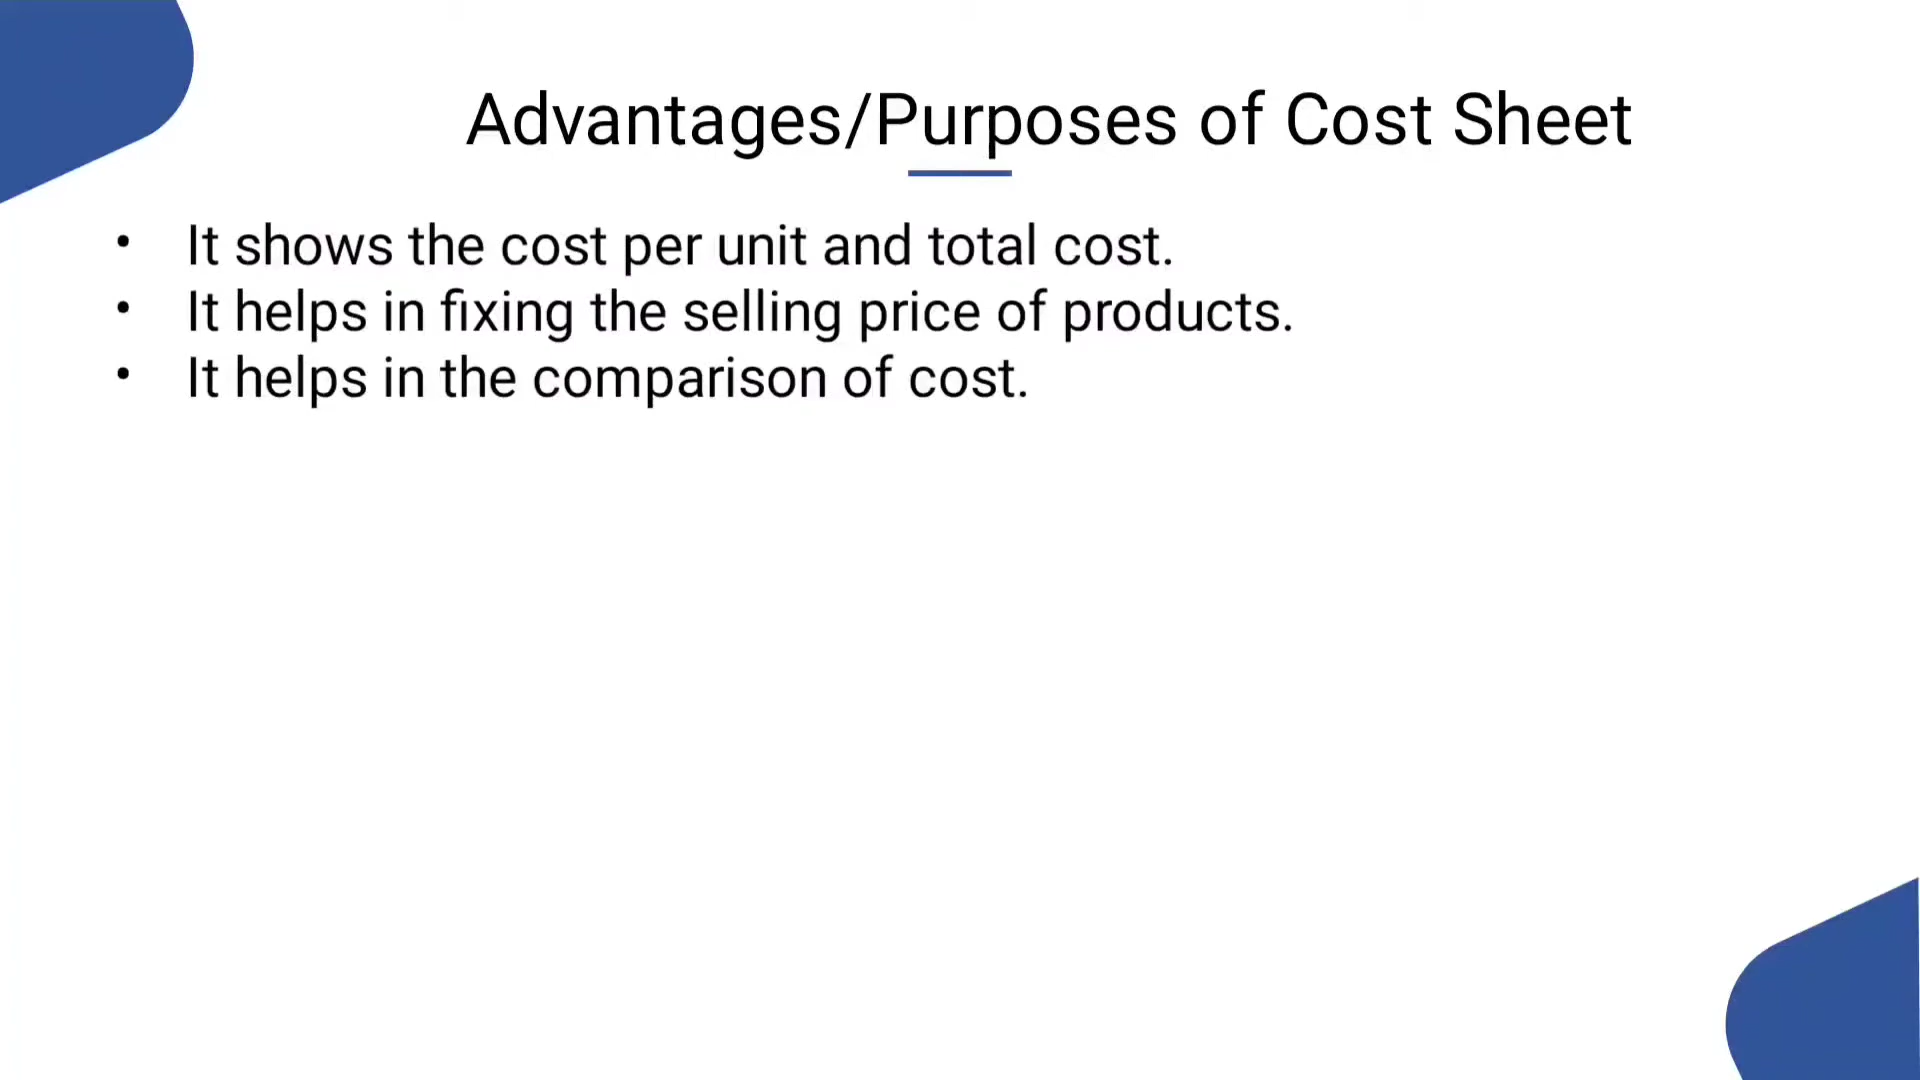 Advantages/Purposes of Cost Sheet
• It shows the cost per unit and total cost.
• It helps in fixing the selling price of products.
• It helps in the comparison of cost.